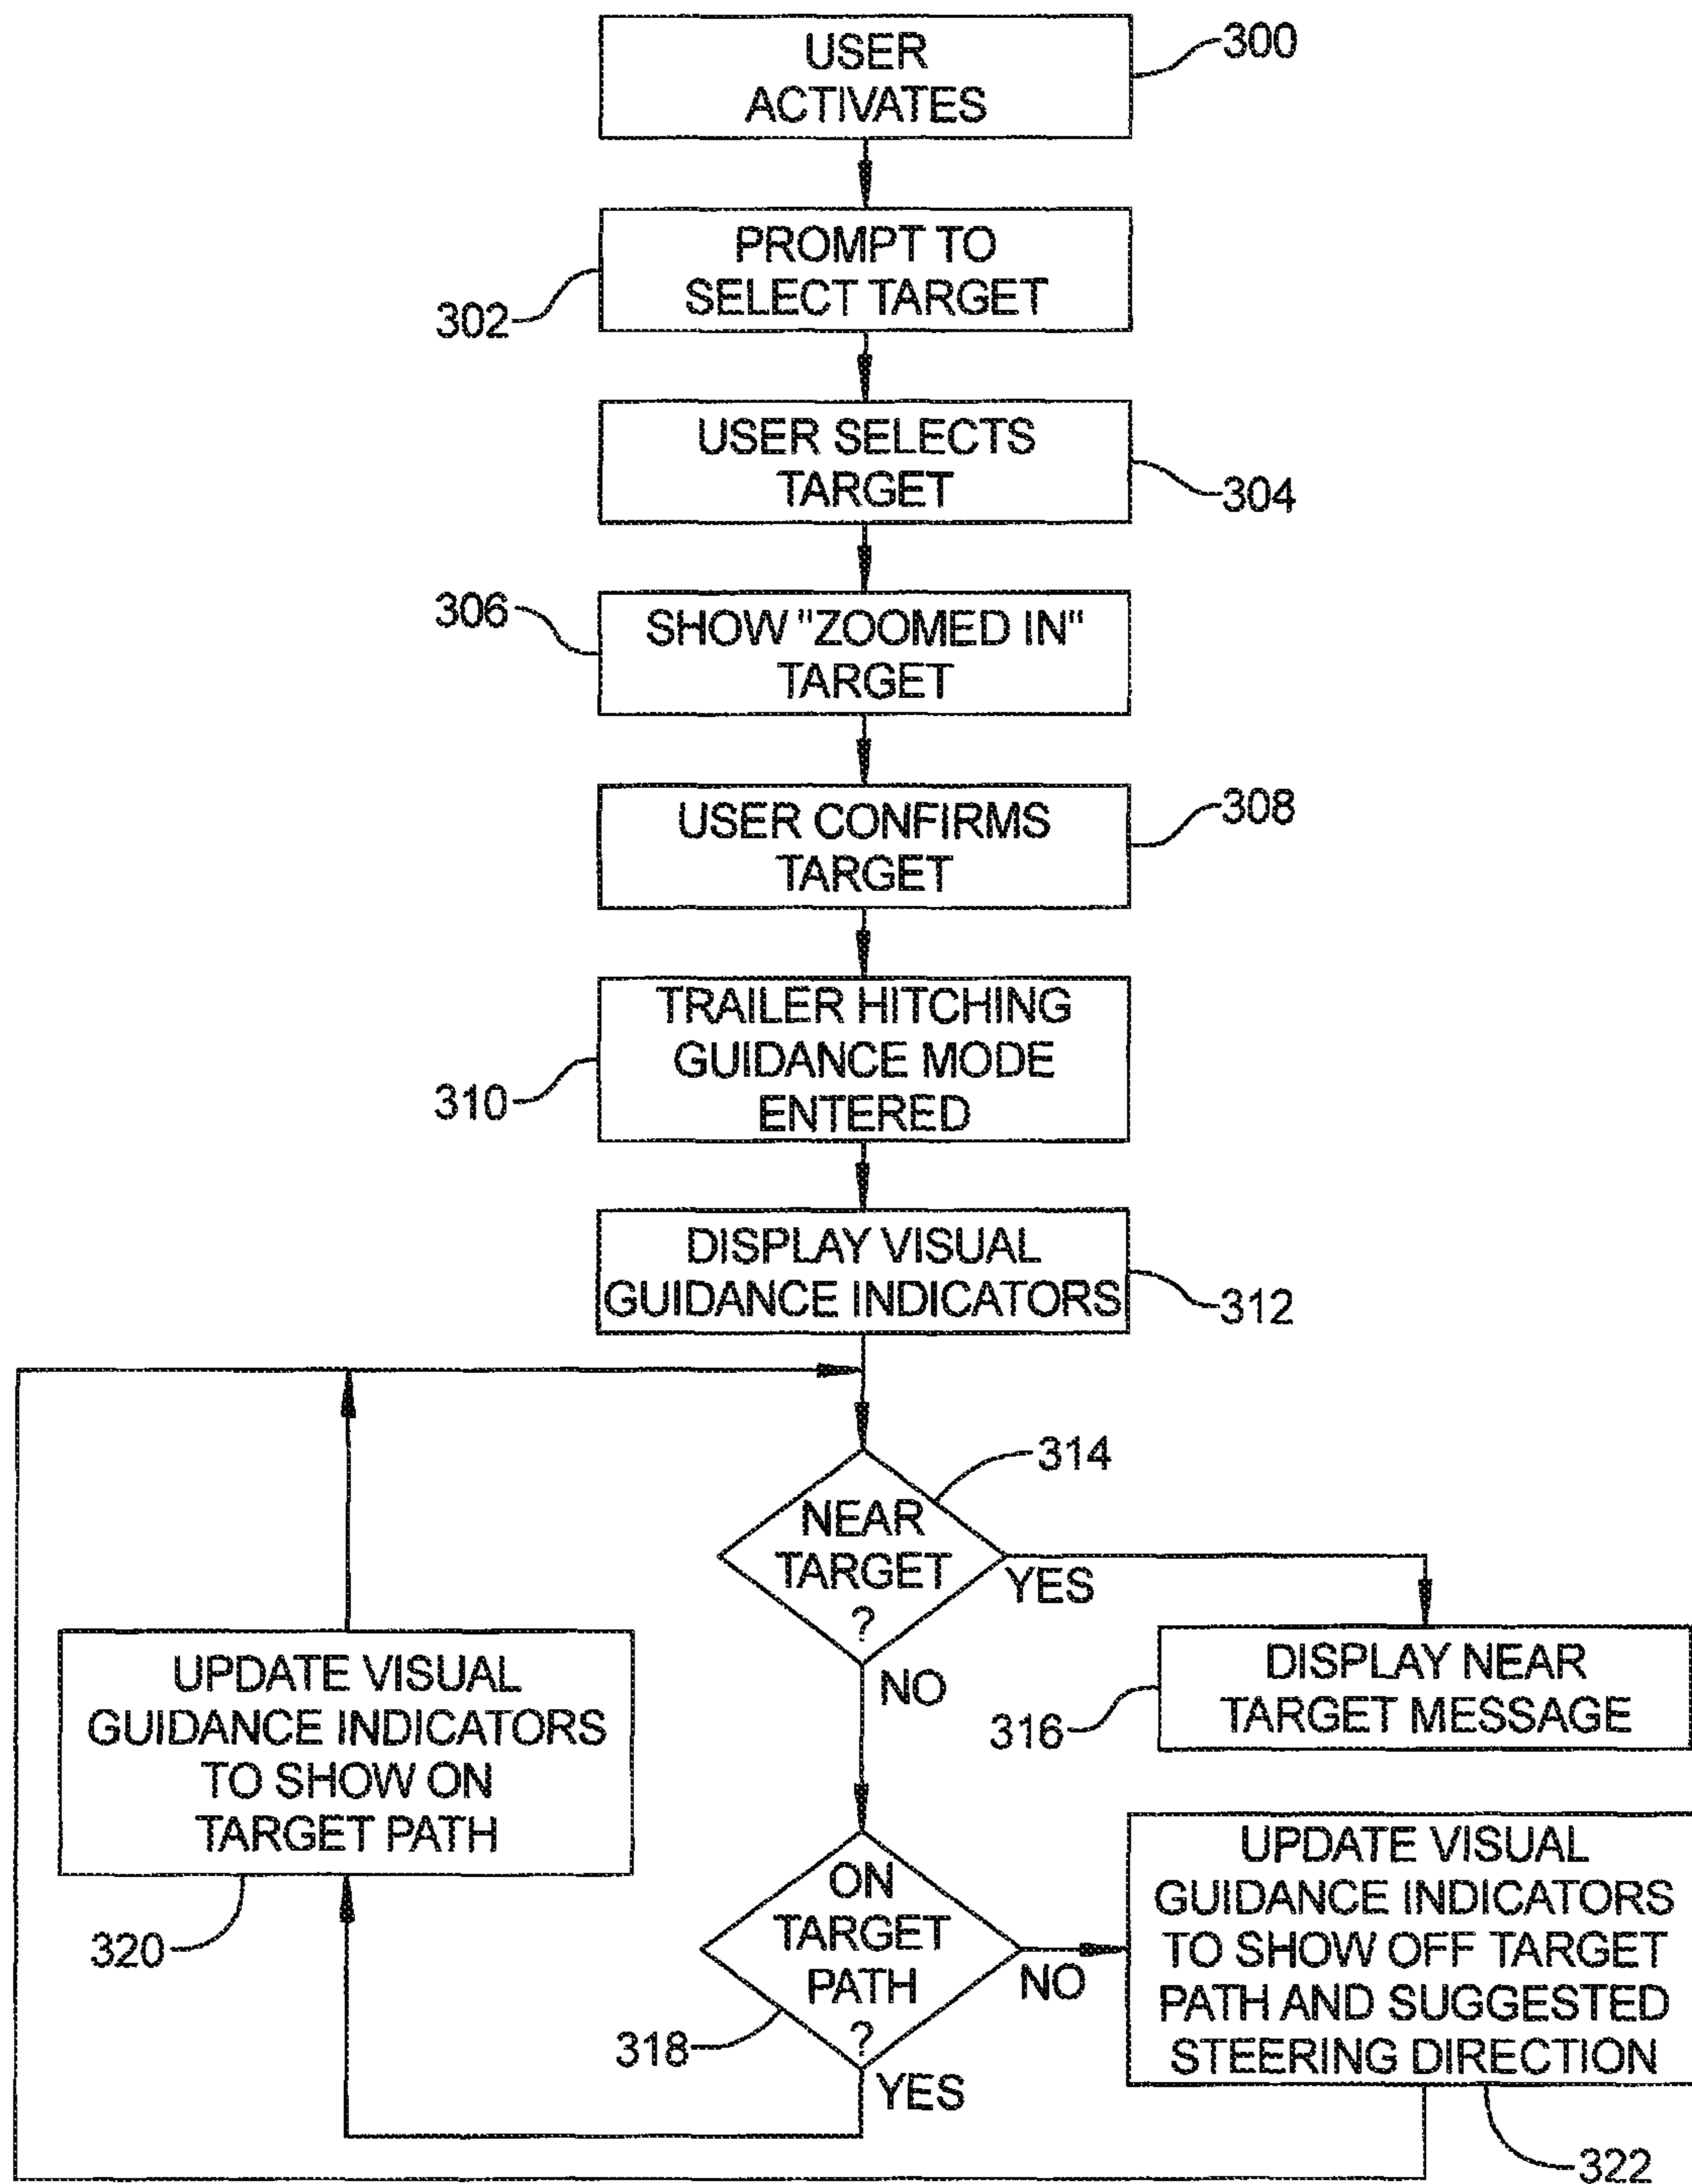 USER
ACTIVATES
300
PROMPT TO
SELECT TARGET
302
USER SELECTS
TARGET
304
SHOW "ZOOMED IN"
TARGET
306
USER CONFIRMS
TARGET
308
TRAILER HITCHING
GUIDANCE MODE
ENTERED
310
DISPLAY VISUAL
GUIDANCE INDICATORS
312
NEAR
TARGET
?
314
YES
NO
DISPLAY NEAR
TARGET MESSAGE
316
ON
TARGET
PATH
?
318
NO
YES
UPDATE VISUAL
GUIDANCE INDICATORS
TO SHOW ON
TARGET PATH
320
UPDATE VISUAL
GUIDANCE INDICATORS
TO SHOW OFF TARGET
PATH AND SUGGESTED
STEERING DIRECTION
322